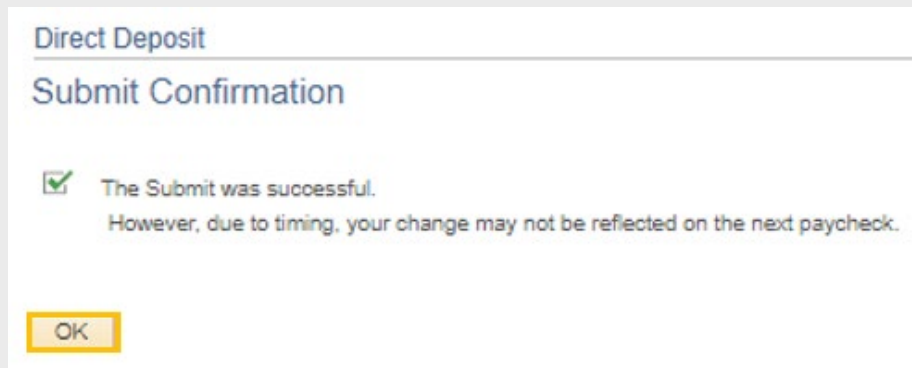 Direct Deposit
Submit Confirmation
The Submit was successful.
However, due to timing, your change may not be reflected on the next paycheck.
OK